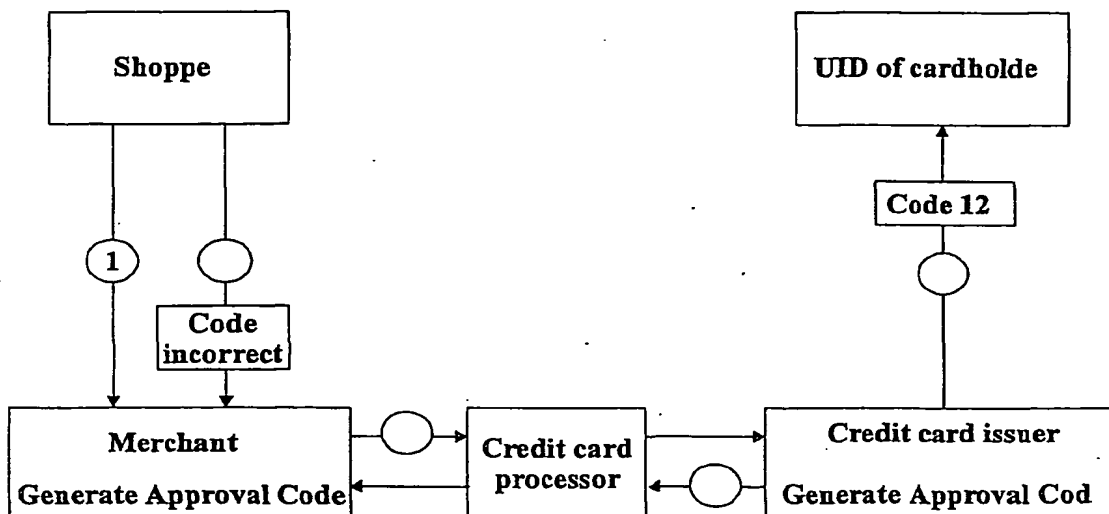 Shoppe
UID of cardholde
Code 12
1
Code
incorrect
Merchant
Generate Approval Code
Credit card
processor
Credit card issuer
Generate Approval Cod